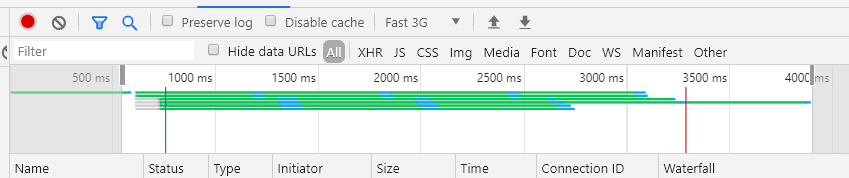 Preserve log Disable cache Fast 3G
Filter Hide data URLs All XHR JS CSS Img Media Font Doc WS Manifest Other
500 ms 1000 ms 1500 ms 2000 ms 2500 ms 3000 ms 3500 ms 4000 ms
Name Status Type Initiator Size Time Connection ID Waterfall